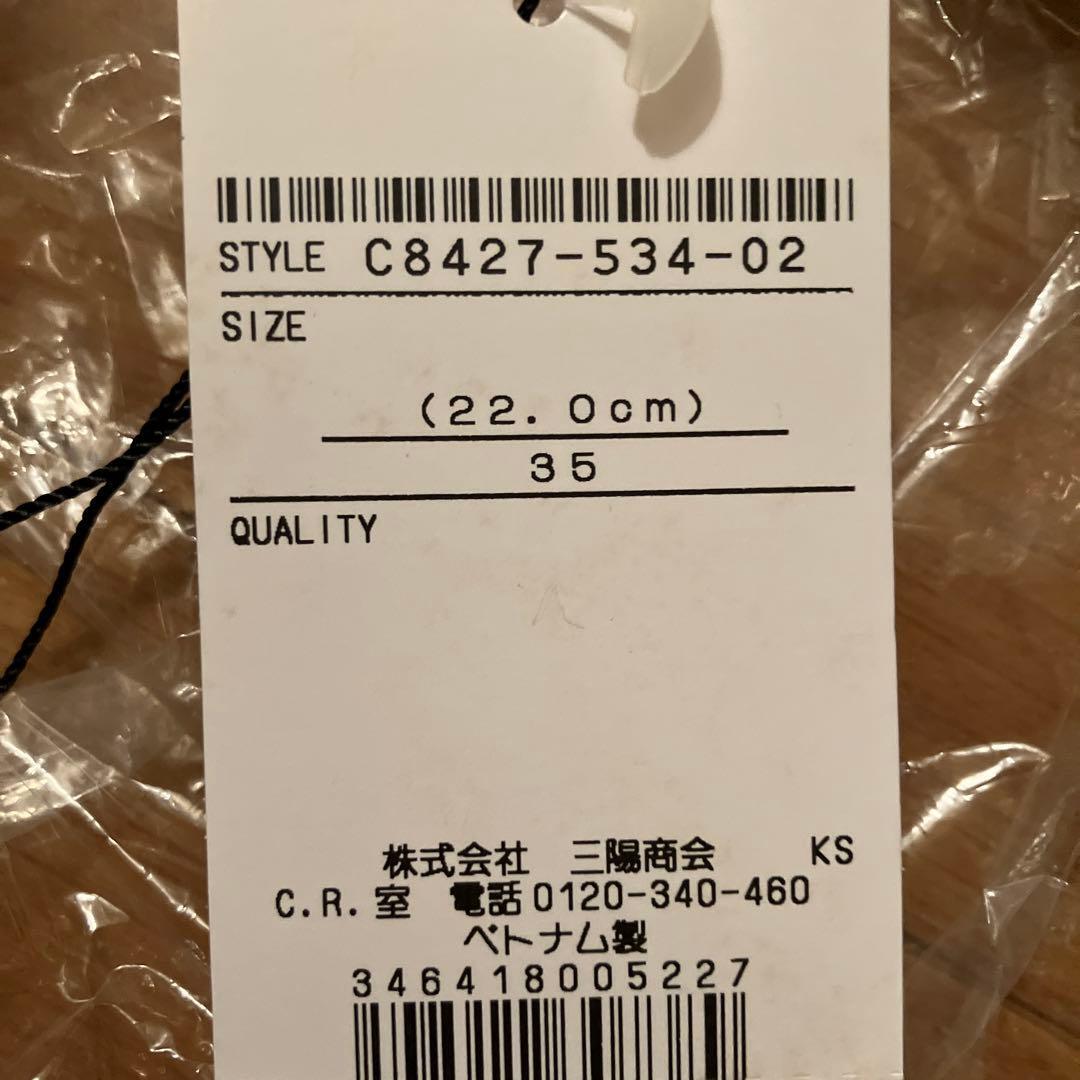 STYLE C8427-534-02
SIZE
(22.0cm)
35
QUALITY
株式会社 三陽商会 KS
C.R.室 電話0120-340-460
ベトナム製
346418005227